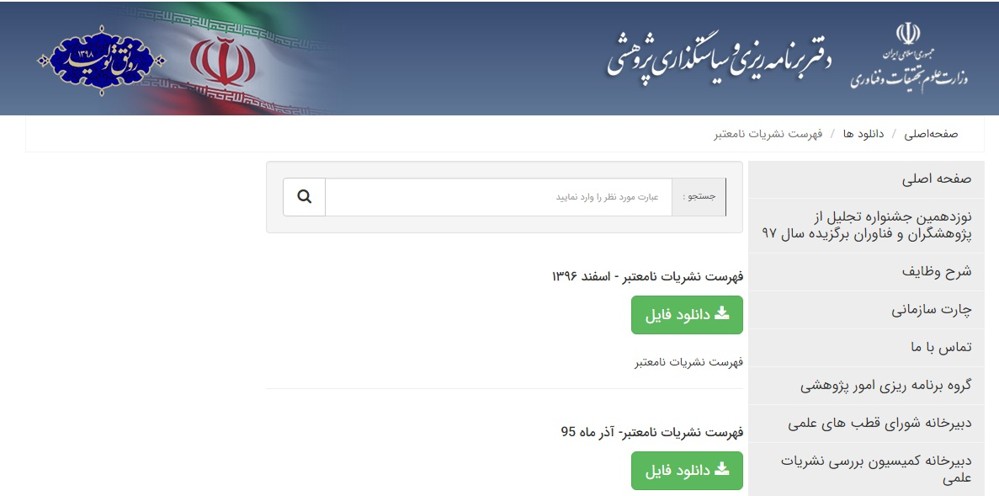 جمهوری اسلامی ایران
وزارت علوم تحقیقات و فناوری
دفتر برنامه ریزی و سیاستگذاری پژوهشی
رونق تولید
۱۳۹۸
صفحه‌اصلی / دانلود ها / فهرست نشریات نامعتبر
صفحه اصلی
نوزدهمین جشنواره تجلیل از
پژوهشگران و فناوران برگزیده سال ۹۷
شرح وظایف
چارت سازمانی
تماس با ما
گروه برنامه ریزی امور پژوهشی
دبیرخانه شورای قطب های علمی
دبیرخانه کمیسیون بررسی نشریات
علمی
جستجو :
عبارت مورد نظر را وارد نمایید
فهرست نشریات نامعتبر - اسفند ۱۳۹۶
دانلود فایل
فهرست نشریات نامعتبر
فهرست نشریات نامعتبر- آذر ماه 95
دانلود فایل